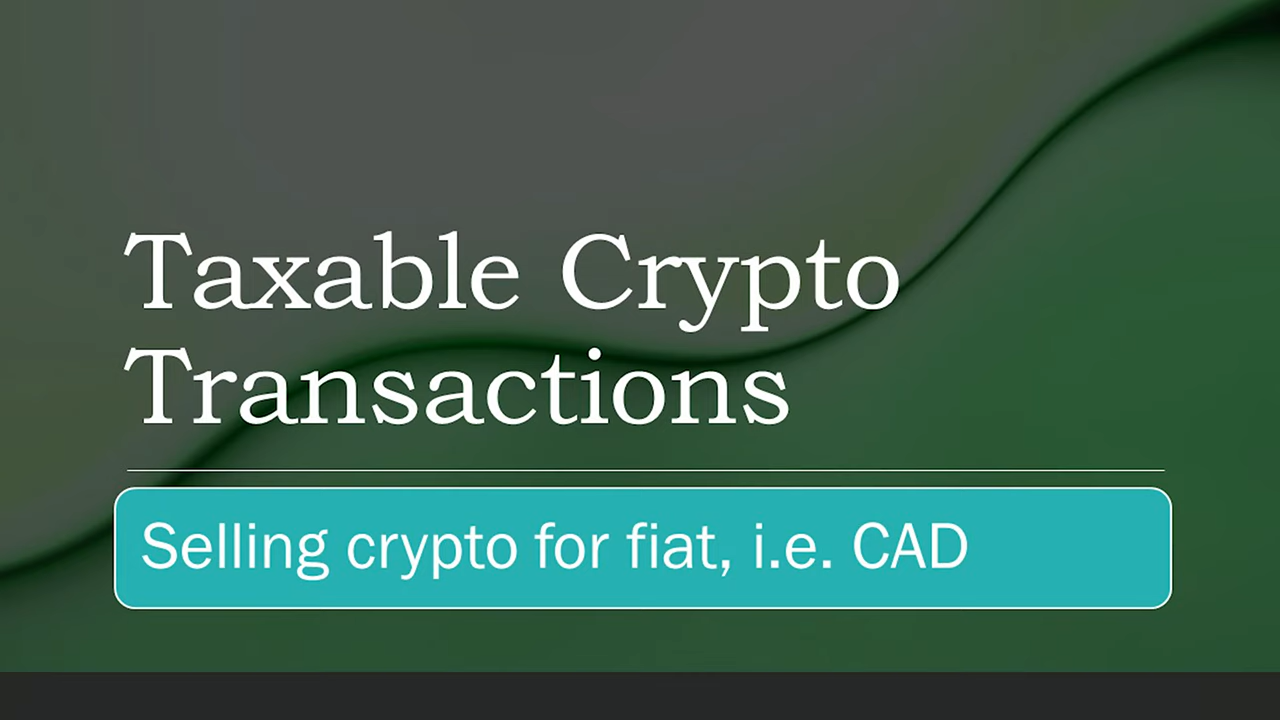 Taxable Crypto
Transactions
Selling crypto for fiat, i.e. CAD